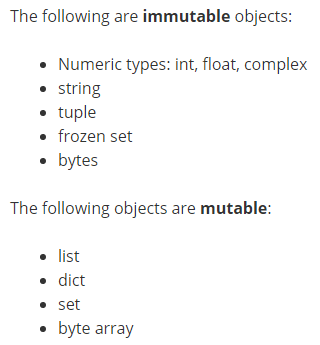 The following are immutable objects:
• Numeric types: int, float, complex
• string
• tuple
• frozen set
• bytes
The following objects are mutable:
• list
• dict
• set
• byte array